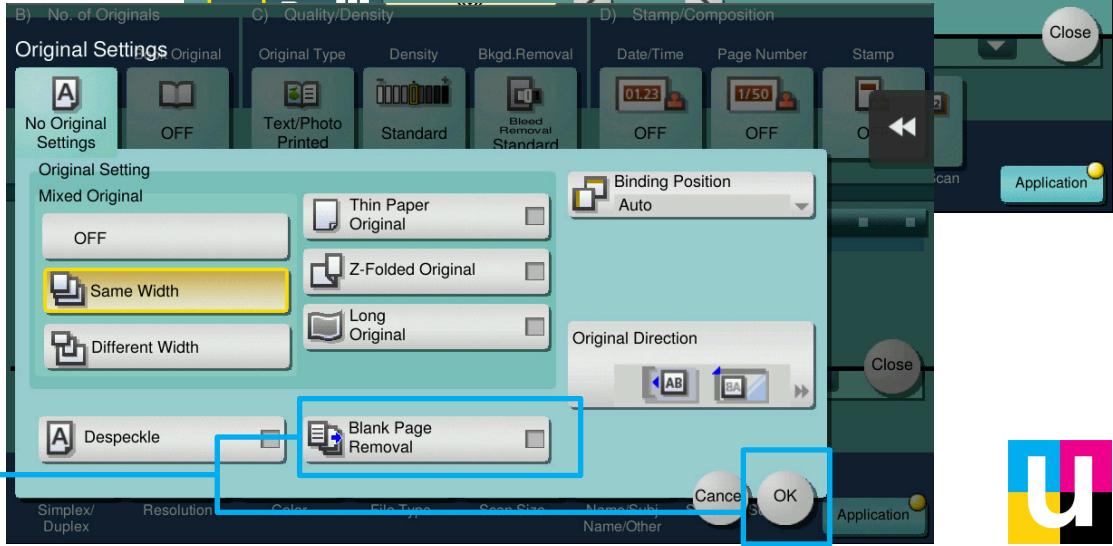 B) No. of Originals
C) Quality/Density
D) Stamp/Composition
Close
Original Settings
Original
Original Type
Density
Bkgd.Removal
Date/Time
Page Number
Stamp
No Original
Settings
OFF
Text/Photo
Printed
Standard
Bleed
Removal
Standard
01.23
OFF
1/50
OFF
Application
Original Setting
Mixed Original
OFF
Same Width
Different Width
Thin Paper
Original
Z-Folded Original
Long
Original
Binding Position
Auto
Original Direction
AB
BA
Close
Despeckle
Blank Page
Removal
Cancel
OK
Simplex/
Duplex
Resolution
Color
File Type
Scan Size
Name/Subj
Name/Other
Application
u